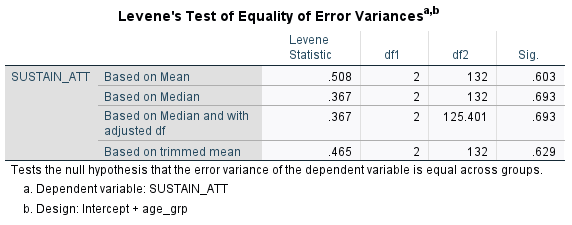 Levene's Test of Equality of Error Variancesa,b
Levene Statistic df1 df2 Sig.
SUSTAIN_ATT Based on Mean .508 2 132 .603
Based on Median .367 2 132 .693
Based on Median and with adjusted df .367 2 125.401 .693
Based on trimmed mean .465 2 132 .629
Tests the null hypothesis that the error variance of the dependent variable is equal across groups.
a. Dependent variable: SUSTAIN_ATT
b. Design: Intercept + age_grp